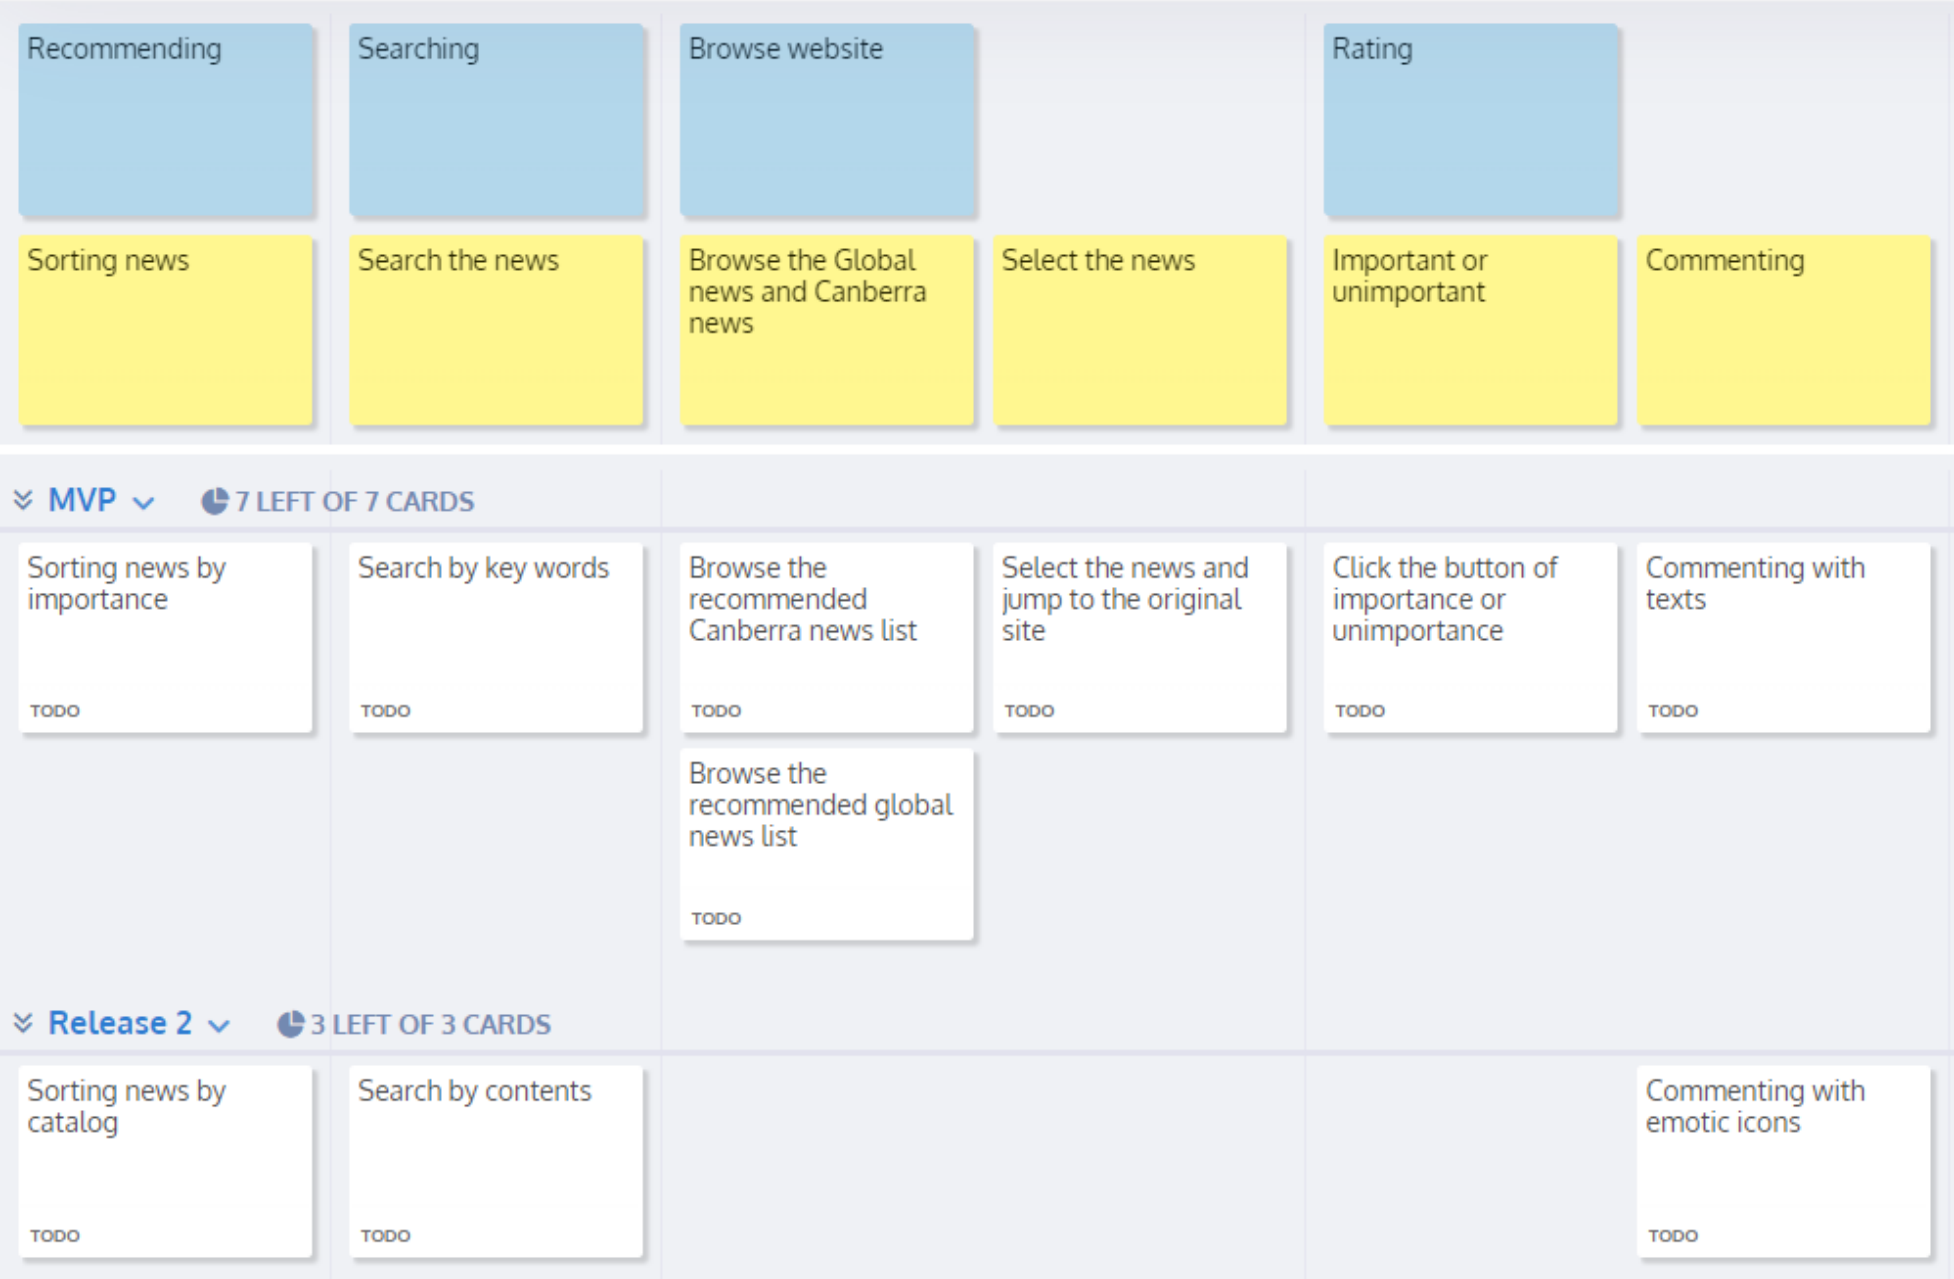 Recommending
Searching
Browse website
Rating
Sorting news
Search the news
Browse the Global
news and Canberra
news
Select the news
Important or
unimportant
Commenting
MVP
7 LEFT OF 7 CARDS
Sorting news by
importance
TODO
Search by key words
TODO
Browse the
recommended
Canberra news list
TODO
Select the news and
jump to the original
site
TODO
Click the button of
importance or
unimportance
TODO
Commenting with
texts
TODO
Browse the
recommended global
news list
TODO
Release 2
3 LEFT OF 3 CARDS
Sorting news by
catalog
TODO
Search by contents
TODO
Commenting with
emotic icons
TODO